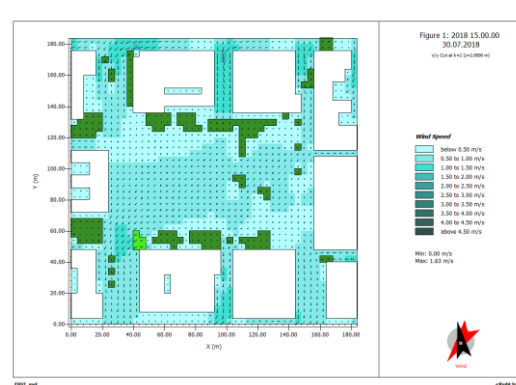 Figure 1: 2018 15.00.00
30.07.2018
x/y Cut at k=2 (z=3.0000 m)
180.00
160.00
140.00
120.00
100.00
80.00
60.00
40.00
20.00
0.00
Y (m)
0.00 20.00 40.00 60.00 80.00 100.00 120.00 140.00 160.00 180.00
X (m)
Wind Speed
below 0.50 m/s
0.50 to 1.00 m/s
1.00 to 1.50 m/s
1.50 to 2.00 m/s
2.00 to 2.50 m/s
2.50 to 3.00 m/s
3.00 to 3.50 m/s
3.50 to 4.00 m/s
4.00 to 4.50 m/s
above 4.50 m/s
Min: 0.00 m/s
Max: 1.63 m/s
Wind